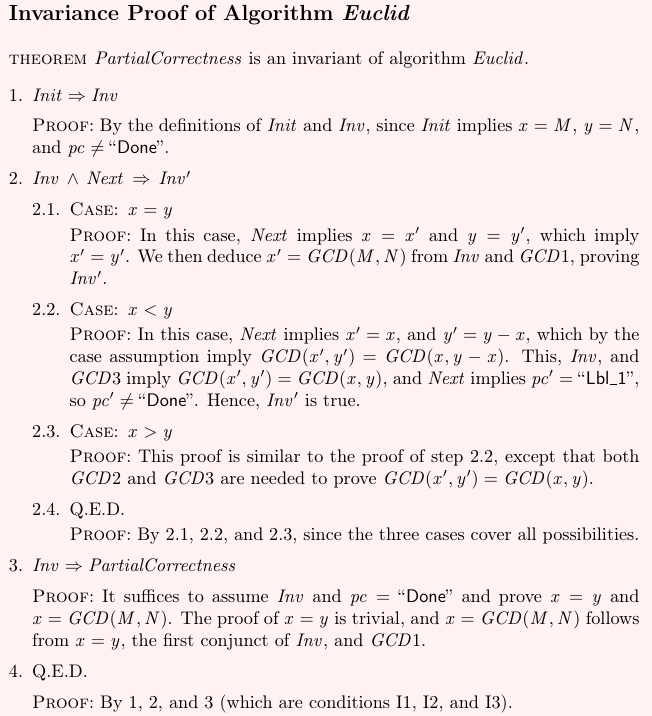 Invariance Proof of Algorithm Euclid
THEOREM PartialCorrectness is an invariant of algorithm Euclid.
1. Init ⇒ Inv
PROOF: By the definitions of Init and Inv, since Init implies x = M, y = N,
and pc ≠ “Done”.
2. Inv ∧ Next ⇒ Inv′
2.1. CASE: x = y
PROOF: In this case, Next implies x = x′ and y = y′, which imply
x′ = y′. We then deduce x′ = GCD(M, N) from Inv and GCD1, proving
Inv′.
2.2. CASE: x < y
PROOF: In this case, Next implies x′ = x, and y′ = y − x, which by the
case assumption imply GCD(x′, y′) = GCD(x, y − x). This, Inv, and
GCD3 imply GCD(x′, y′) = GCD(x, y), and Next implies pc′ = “Lbl_1”,
so pc′ ≠ “Done”. Hence, Inv′ is true.
2.3. CASE: x > y
PROOF: This proof is similar to the proof of step 2.2, except that both
GCD2 and GCD3 are needed to prove GCD(x′, y′) = GCD(x, y).
2.4. Q.E.D.
PROOF: By 2.1, 2.2, and 2.3, since the three cases cover all possibilities.
3. Inv ⇒ PartialCorrectness
PROOF: It suffices to assume Inv and pc = “Done” and prove x = y and
x = GCD(M, N). The proof of x = y is trivial, and x = GCD(M, N) follows
from x = y, the first conjunct of Inv, and GCD1.
4. Q.E.D.
PROOF: By 1, 2, and 3 (which are conditions I1, I2, and I3).